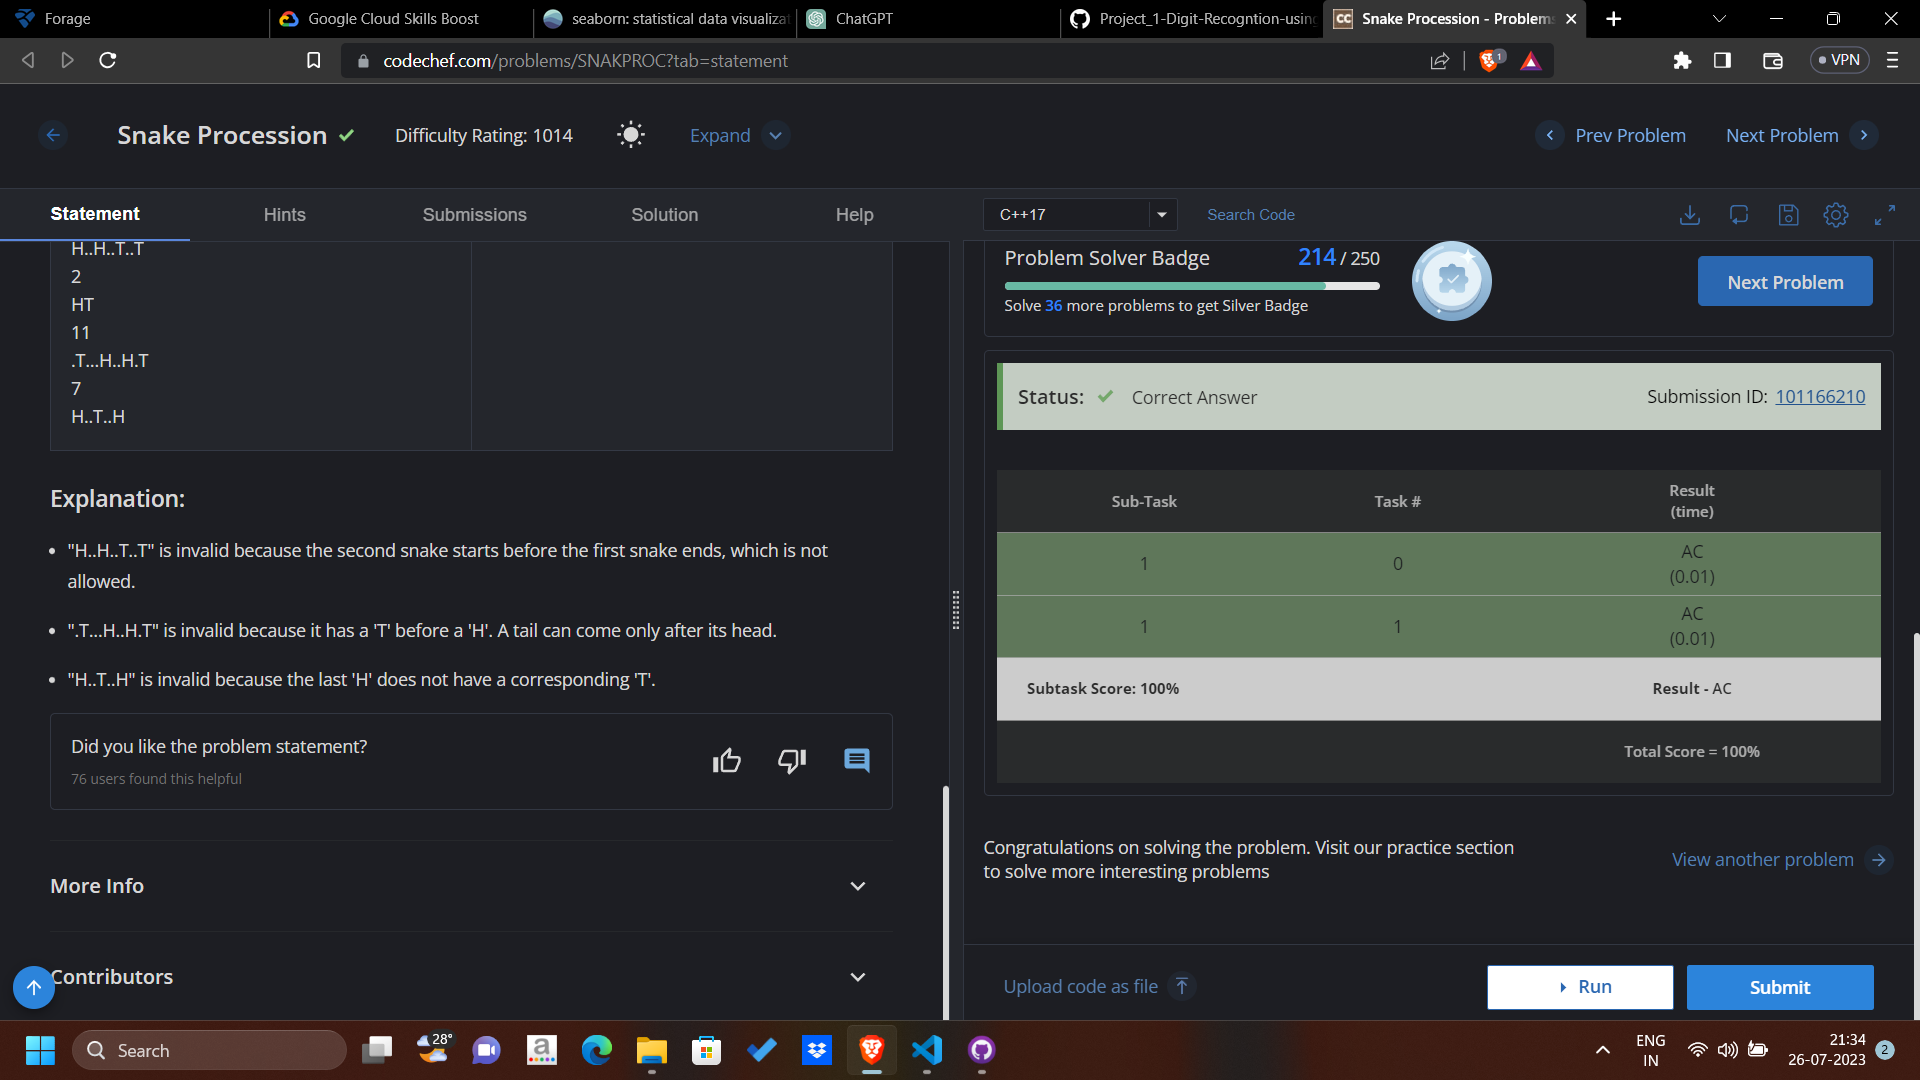 Forage
Google Cloud Skills Boost
seaborn: statistical data visualizat
ChatGPT
Project_1-Digit-Recogntion-using
CC
Snake Procession - Problems
codechef.com/problems/SNAKPROC?tab=statement
1
VPN
Snake Procession
Difficulty Rating: 1014
Expand
Prev Problem
Next Problem
Statement
Hints
Submissions
Solution
Help
C++17
Search Code
H..H..T..T
2
HT
11
.T...H..H.T
7
H..T..H
Explanation:
"H..H..T..T" is invalid because the second snake starts before the first snake ends, which is not
allowed.
".T...H..H.T" is invalid because it has a 'T' before a 'H'. A tail can come only after its head.
"H..T..H" is invalid because the last 'H' does not have a corresponding 'T'.
Did you like the problem statement?
76 users found this helpful
More Info
Contributors
Problem Solver Badge
214 / 250
Solve 36 more problems to get Silver Badge
Next Problem
Status:
Correct Answer
Submission ID: 101166210
Sub-Task
Task #
Result
(time)
1
0
AC
(0.01)
1
1
AC
(0.01)
Subtask Score: 100%
Result - AC
Total Score = 100%
Congratulations on solving the problem. Visit our practice section
to solve more interesting problems
View another problem
Upload code as file
Run
Submit
Search
28°
a
ENG
IN
21:34
26-07-2023
2